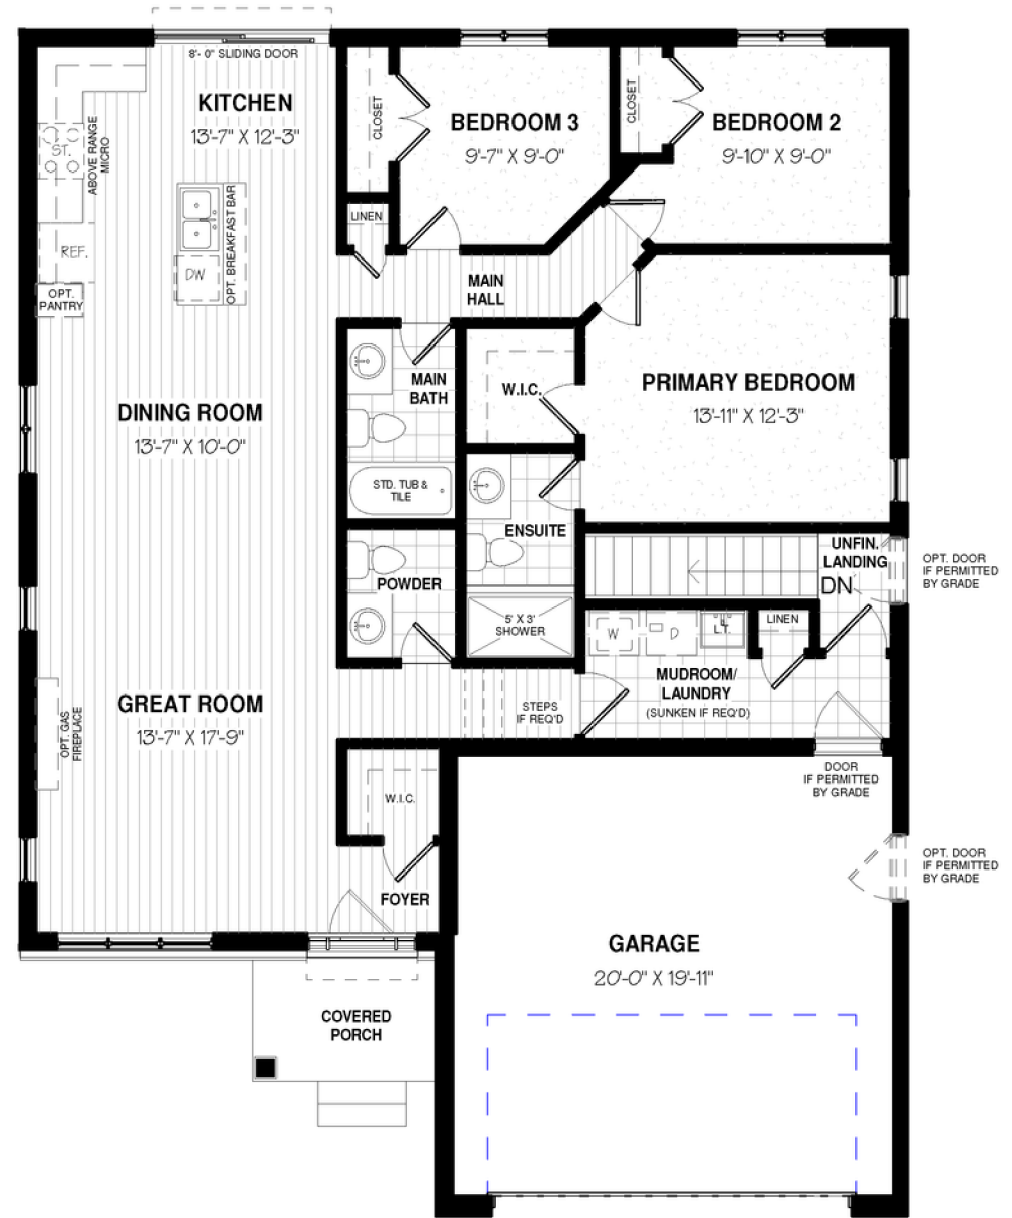 8'- 0" SLIDING DOOR
KITCHEN
13'-7" X 12'-3"
ST.
ABOVE RANGE
MICRO
OPT. BREAKFAST BAR
DW
REF.
OPT.
PANTRY
CLOSET
BEDROOM 3
9'-7" X 9'-0"
CLOSET
BEDROOM 2
9'-10" X 9'-0"
LINEN
MAIN
HALL
MAIN
BATH
W.I.C.
PRIMARY BEDROOM
13'-11" X 12'-3"
DINING ROOM
13'-7" X 10'-0"
STD. TUB &
TILE
ENSUITE
POWDER
5' X 3'
SHOWER
UNFIN.
LANDING
DN
OPT. DOOR
IF PERMITTED
BY GRADE
W
D
L.T.
LINEN
MUDROOM/
LAUNDRY
(SUNKEN IF REQ'D)
STEPS
IF REQ'D
GREAT ROOM
13'-7" X 17'-9"
OPT. GAS
FIREPLACE
W.I.C.
FOYER
DOOR
IF PERMITTED
BY GRADE
OPT. DOOR
IF PERMITTED
BY GRADE
GARAGE
20'-0" X 19'-11"
COVERED
PORCH